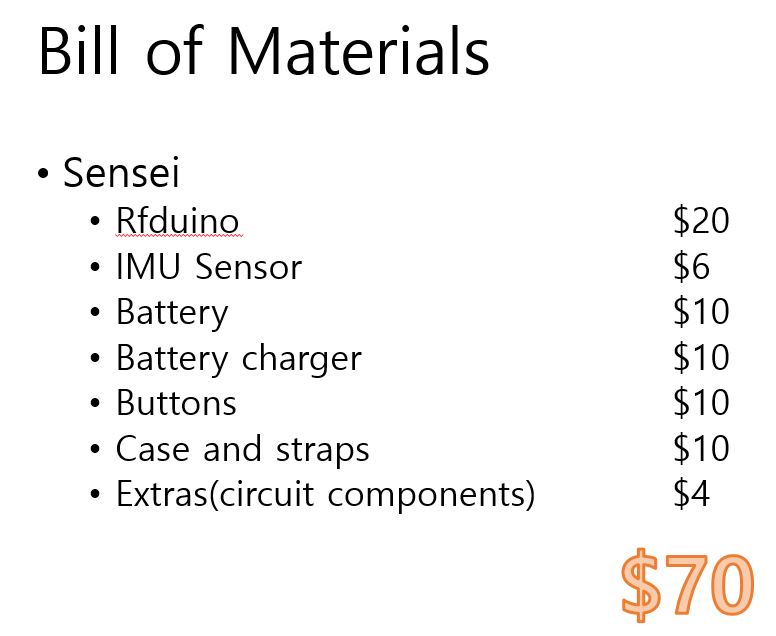 Bill of Materials
• Sensei
• Rfduino $20
• IMU Sensor $6
• Battery $10
• Battery charger $10
• Buttons $10
• Case and straps $10
• Extras(circuit components) $4
$70